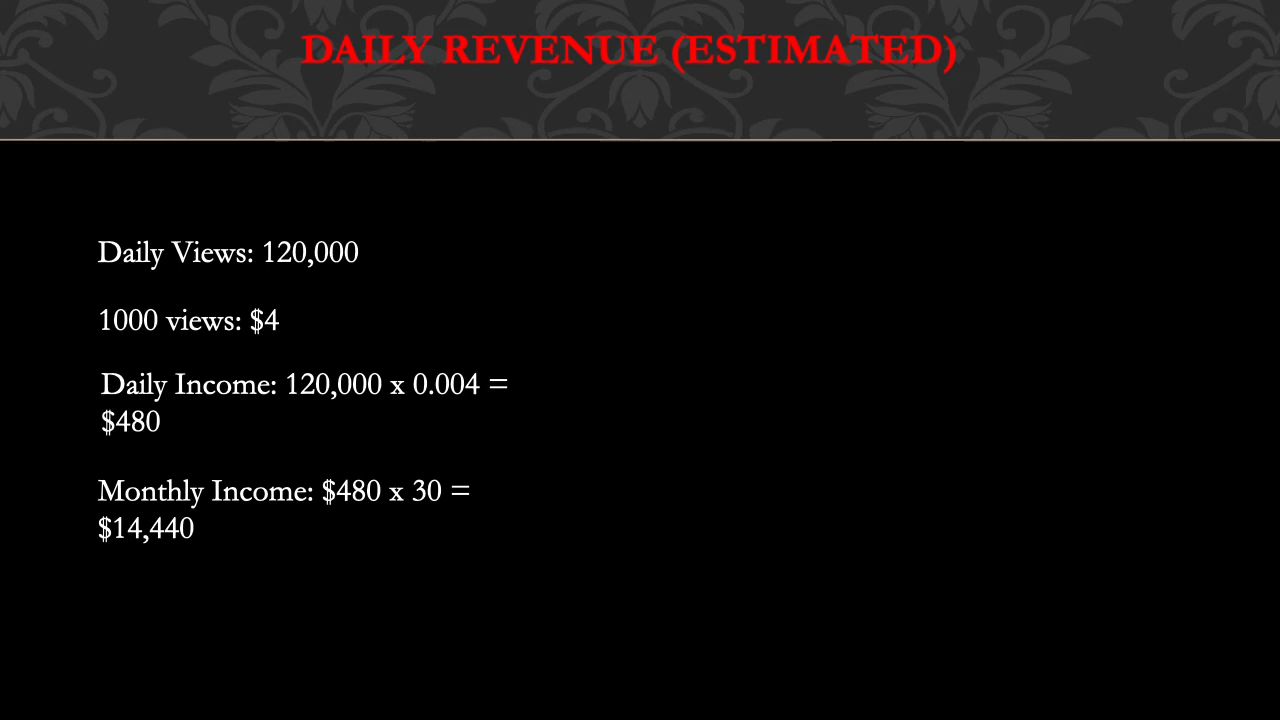 DAILY REVENUE (ESTIMATED)
Daily Views: 120,000
1000 views: $4
Daily Income: 120,000 x 0.004 =
$480
Monthly Income: $480 x 30 =
$14,440